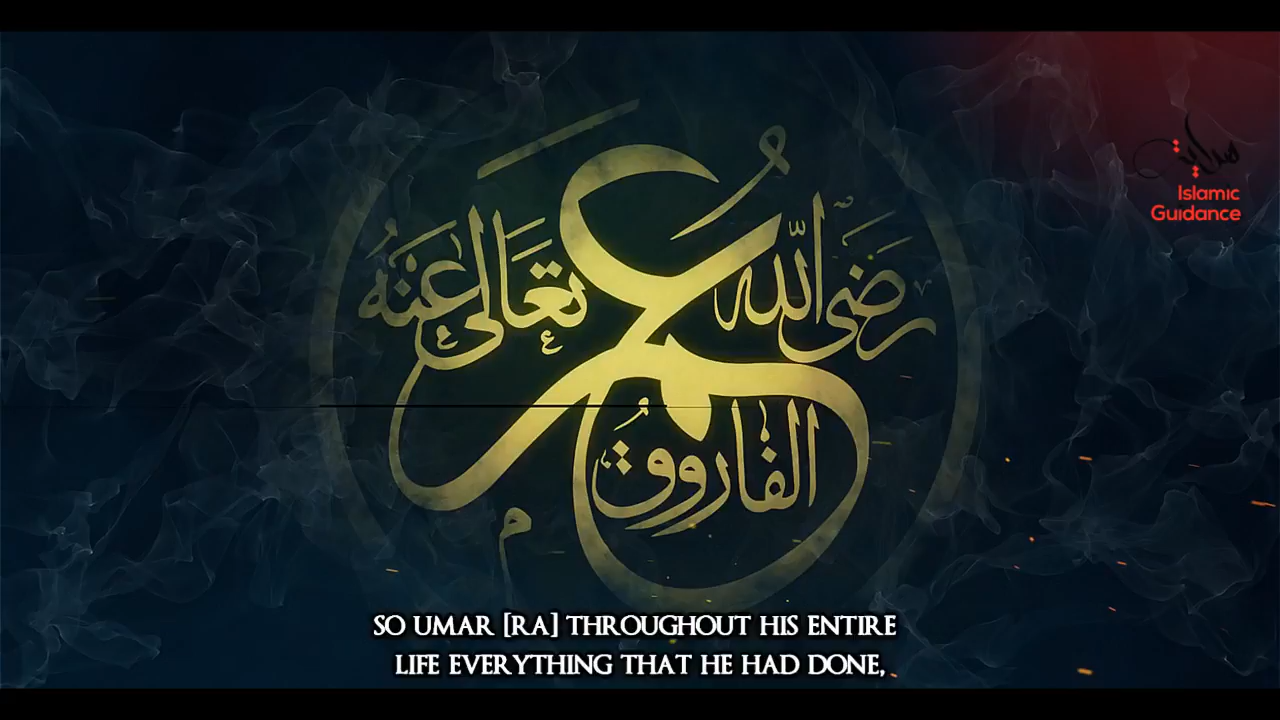 هداية
Islamic
Guidance
عمر
رضي الله تعالى عنه
الفاروق
SO UMAR [RA] THROUGHOUT HIS ENTIRE
LIFE EVERYTHING THAT HE HAD DONE,